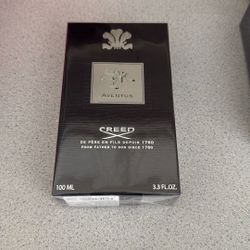 AVENTUS
CREED
DE PÈRE EN FILS DEPUIS 1760
FROM FATHER TO SON SINCE 1760
100 ML 3.3 FL.OZ.